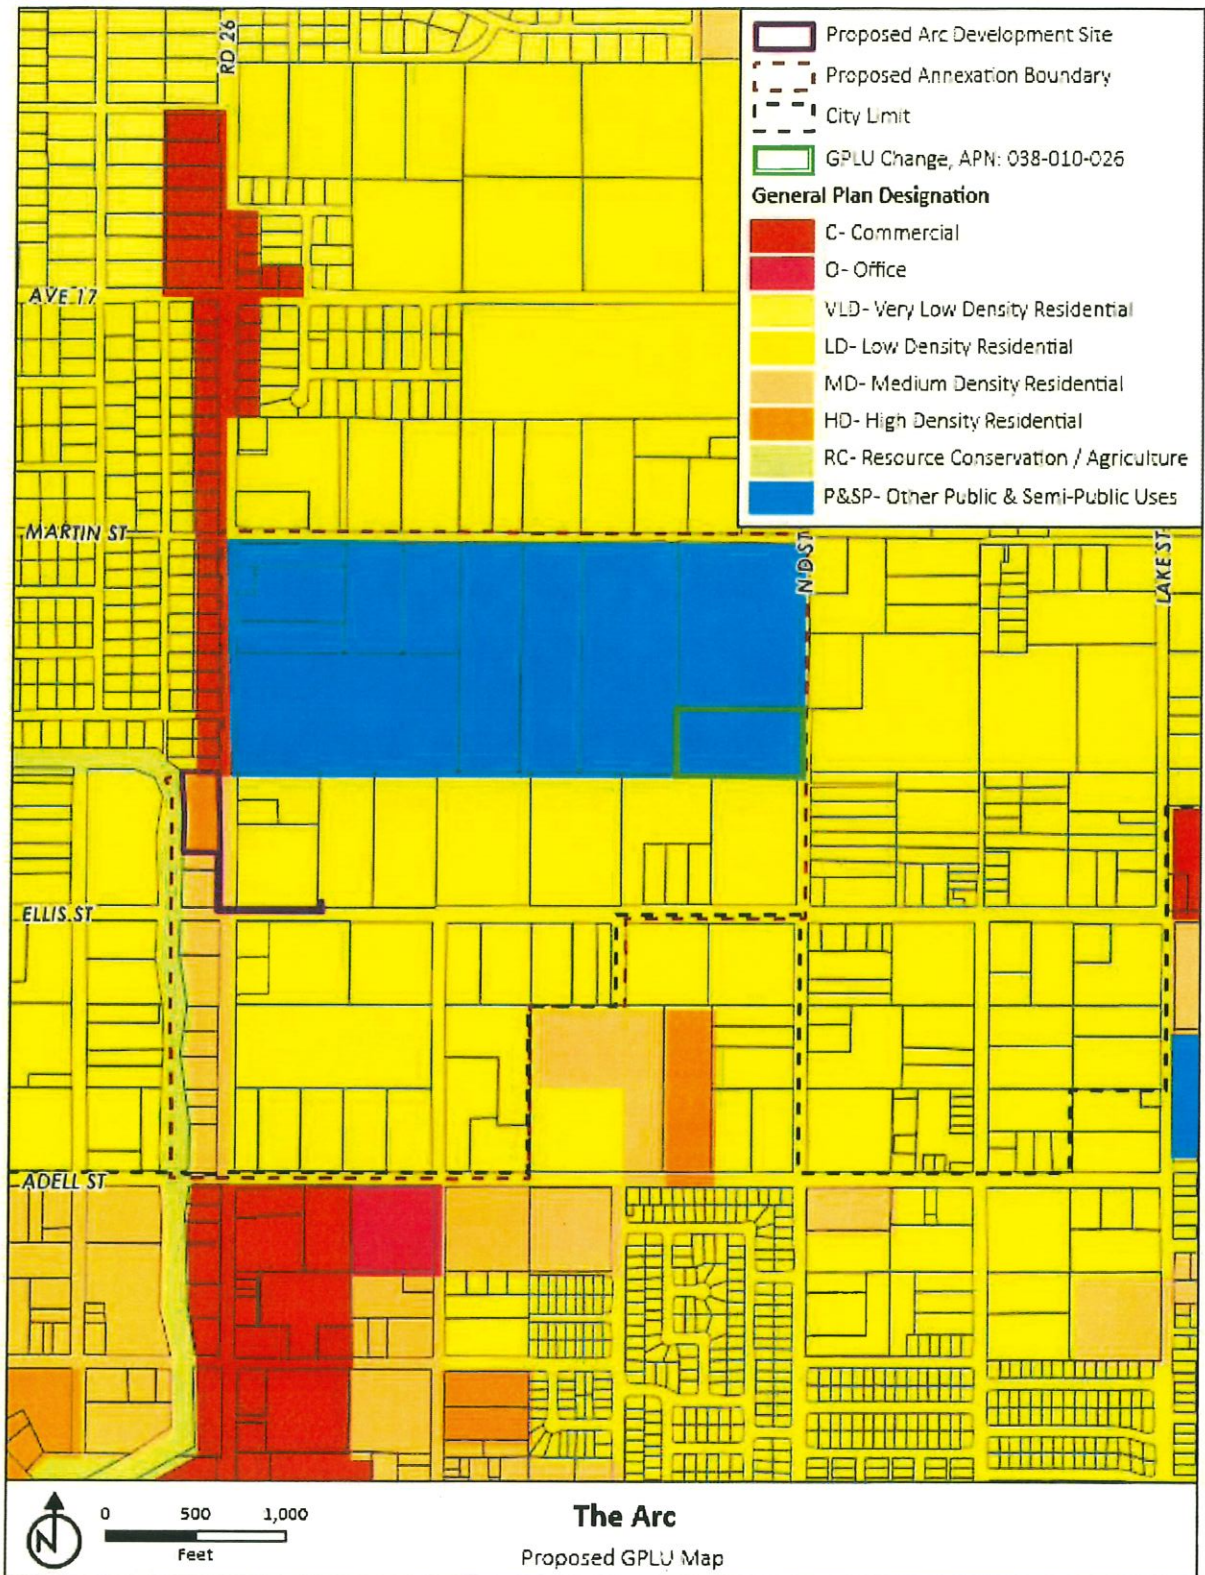 RD 26
Proposed Arc Development Site
Proposed Annexation Boundary
City Limit
GPLU Change, APN: 038-010-026
General Plan Designation
C- Commercial
O- Office
VLD- Very Low Density Residential
LD- Low Density Residential
MD- Medium Density Residential
HD- High Density Residential
RC- Resource Conservation / Agriculture
P&SP- Other Public & Semi-Public Uses
AVE 17
MARTIN ST
N D ST
LAKE ST
ELLIS ST
ADELL ST
N
0 500 1,000
Feet
The Arc
Proposed GPLU Map